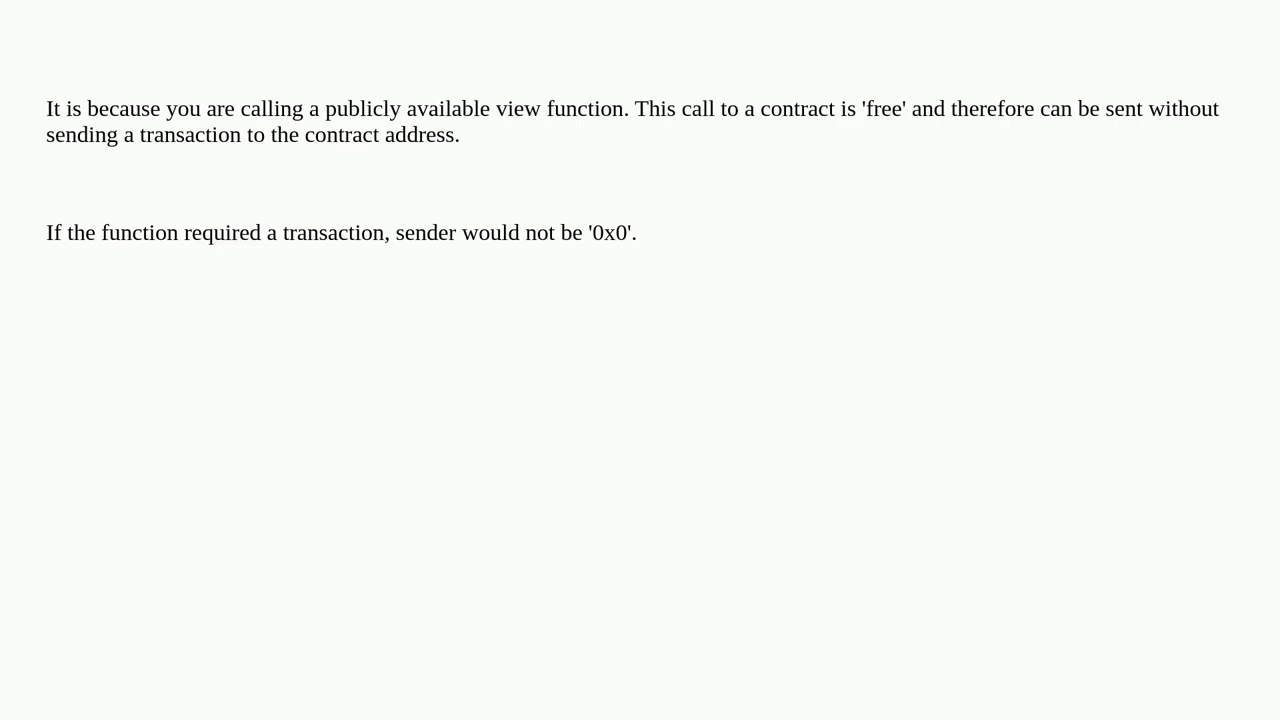 It is because you are calling a publicly available view function. This call to a contract is 'free' and therefore can be sent without
sending a transaction to the contract address.
If the function required a transaction, sender would not be '0x0'.